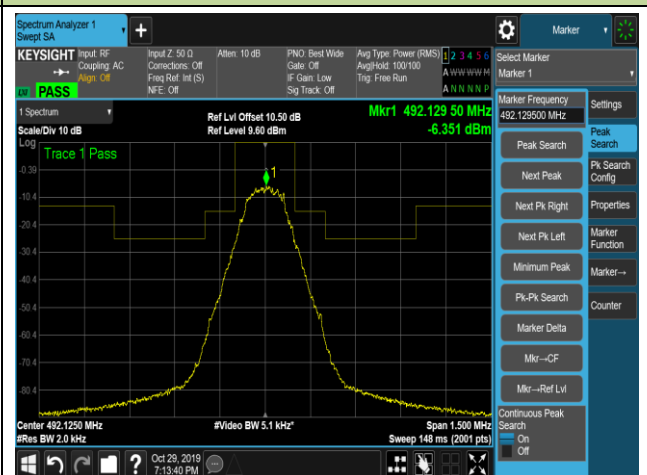 Spectrum Analyzer 1
Swept SA
Marker
KEYSIGHT Input: RF
Coupling: AC
Align: Off
Input Z: 50 Ω
Corrections: Off
Freq Ref: Int (S)
NFE: Off
Atten: 10 dB
PNO: Best Wide
Gate: Off
IF Gain: Low
Sig Track: Off
Avg Type: Power (RMS)
Avg|Hold: 100/100
Trig: Free Run
1 2 3 4 5 6
A W W W W M
A N N N N P
LXI PASS
Select Marker
Marker 1
1 Spectrum
Scale/Div 10 dB
Ref Lvl Offset 10.50 dB
Ref Level 9.60 dBm
Mkr1 492.129 50 MHz
-6.351 dBm
Log
Trace 1 Pass
1
-0.39
-10.4
-20.4
-30.4
-40.4
-50.4
-60.4
-70.4
-80.4
Center 492.1250 MHz
#Res BW 2.0 kHz
#Video BW 5.1 kHz*
Span 1.500 MHz
Sweep 148 ms (2001 pts)
Marker Frequency
492.129500 MHz
Peak Search
Next Peak
Next Pk Right
Next Pk Left
Minimum Peak
Pk-Pk Search
Marker Delta
Mkr→CF
Mkr→Ref Lvl
Continuous Peak
Search
On
Off
Settings
Peak
Search
Pk Search
Config
Properties
Marker
Function
Marker→
Counter
?
Oct 29, 2019
7:13:40 PM